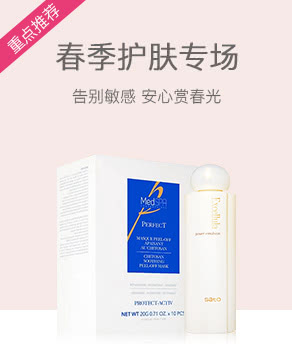 重点推荐
春季护肤专场
告别敏感 安心赏春光
MedSPA
PERFECT
MASQUE PEEL-OFF
APAISANT
AU CHITOSAN
CHITOSAN
SOOTHING
PEEL-OFF MASK
PROTECT-ACTIV
NET WT 20G 0.71 OZ x 10 PCS
Excellula
sato